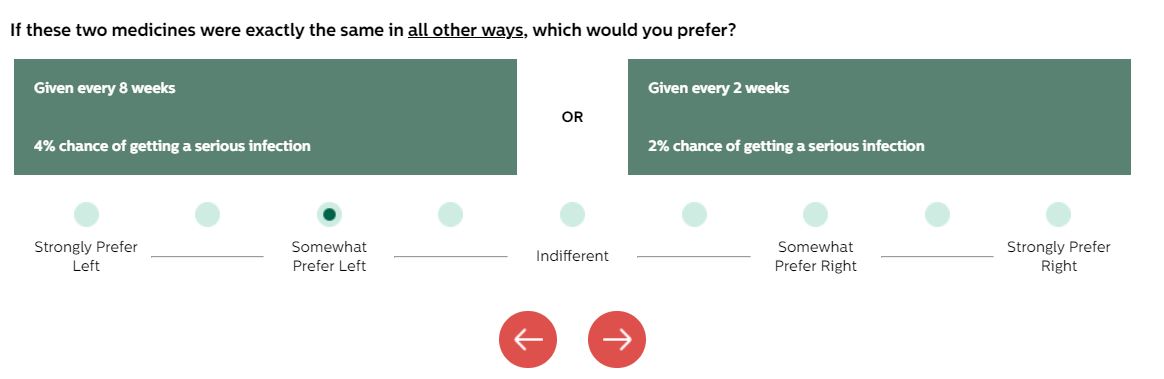 If these two medicines were exactly the same in all other ways, which would you prefer?
Given every 8 weeks
4% chance of getting a serious infection
OR
Given every 2 weeks
2% chance of getting a serious infection
Strongly Prefer
Left
Somewhat
Prefer Left
Indifferent
Somewhat
Prefer Right
Strongly Prefer
Right